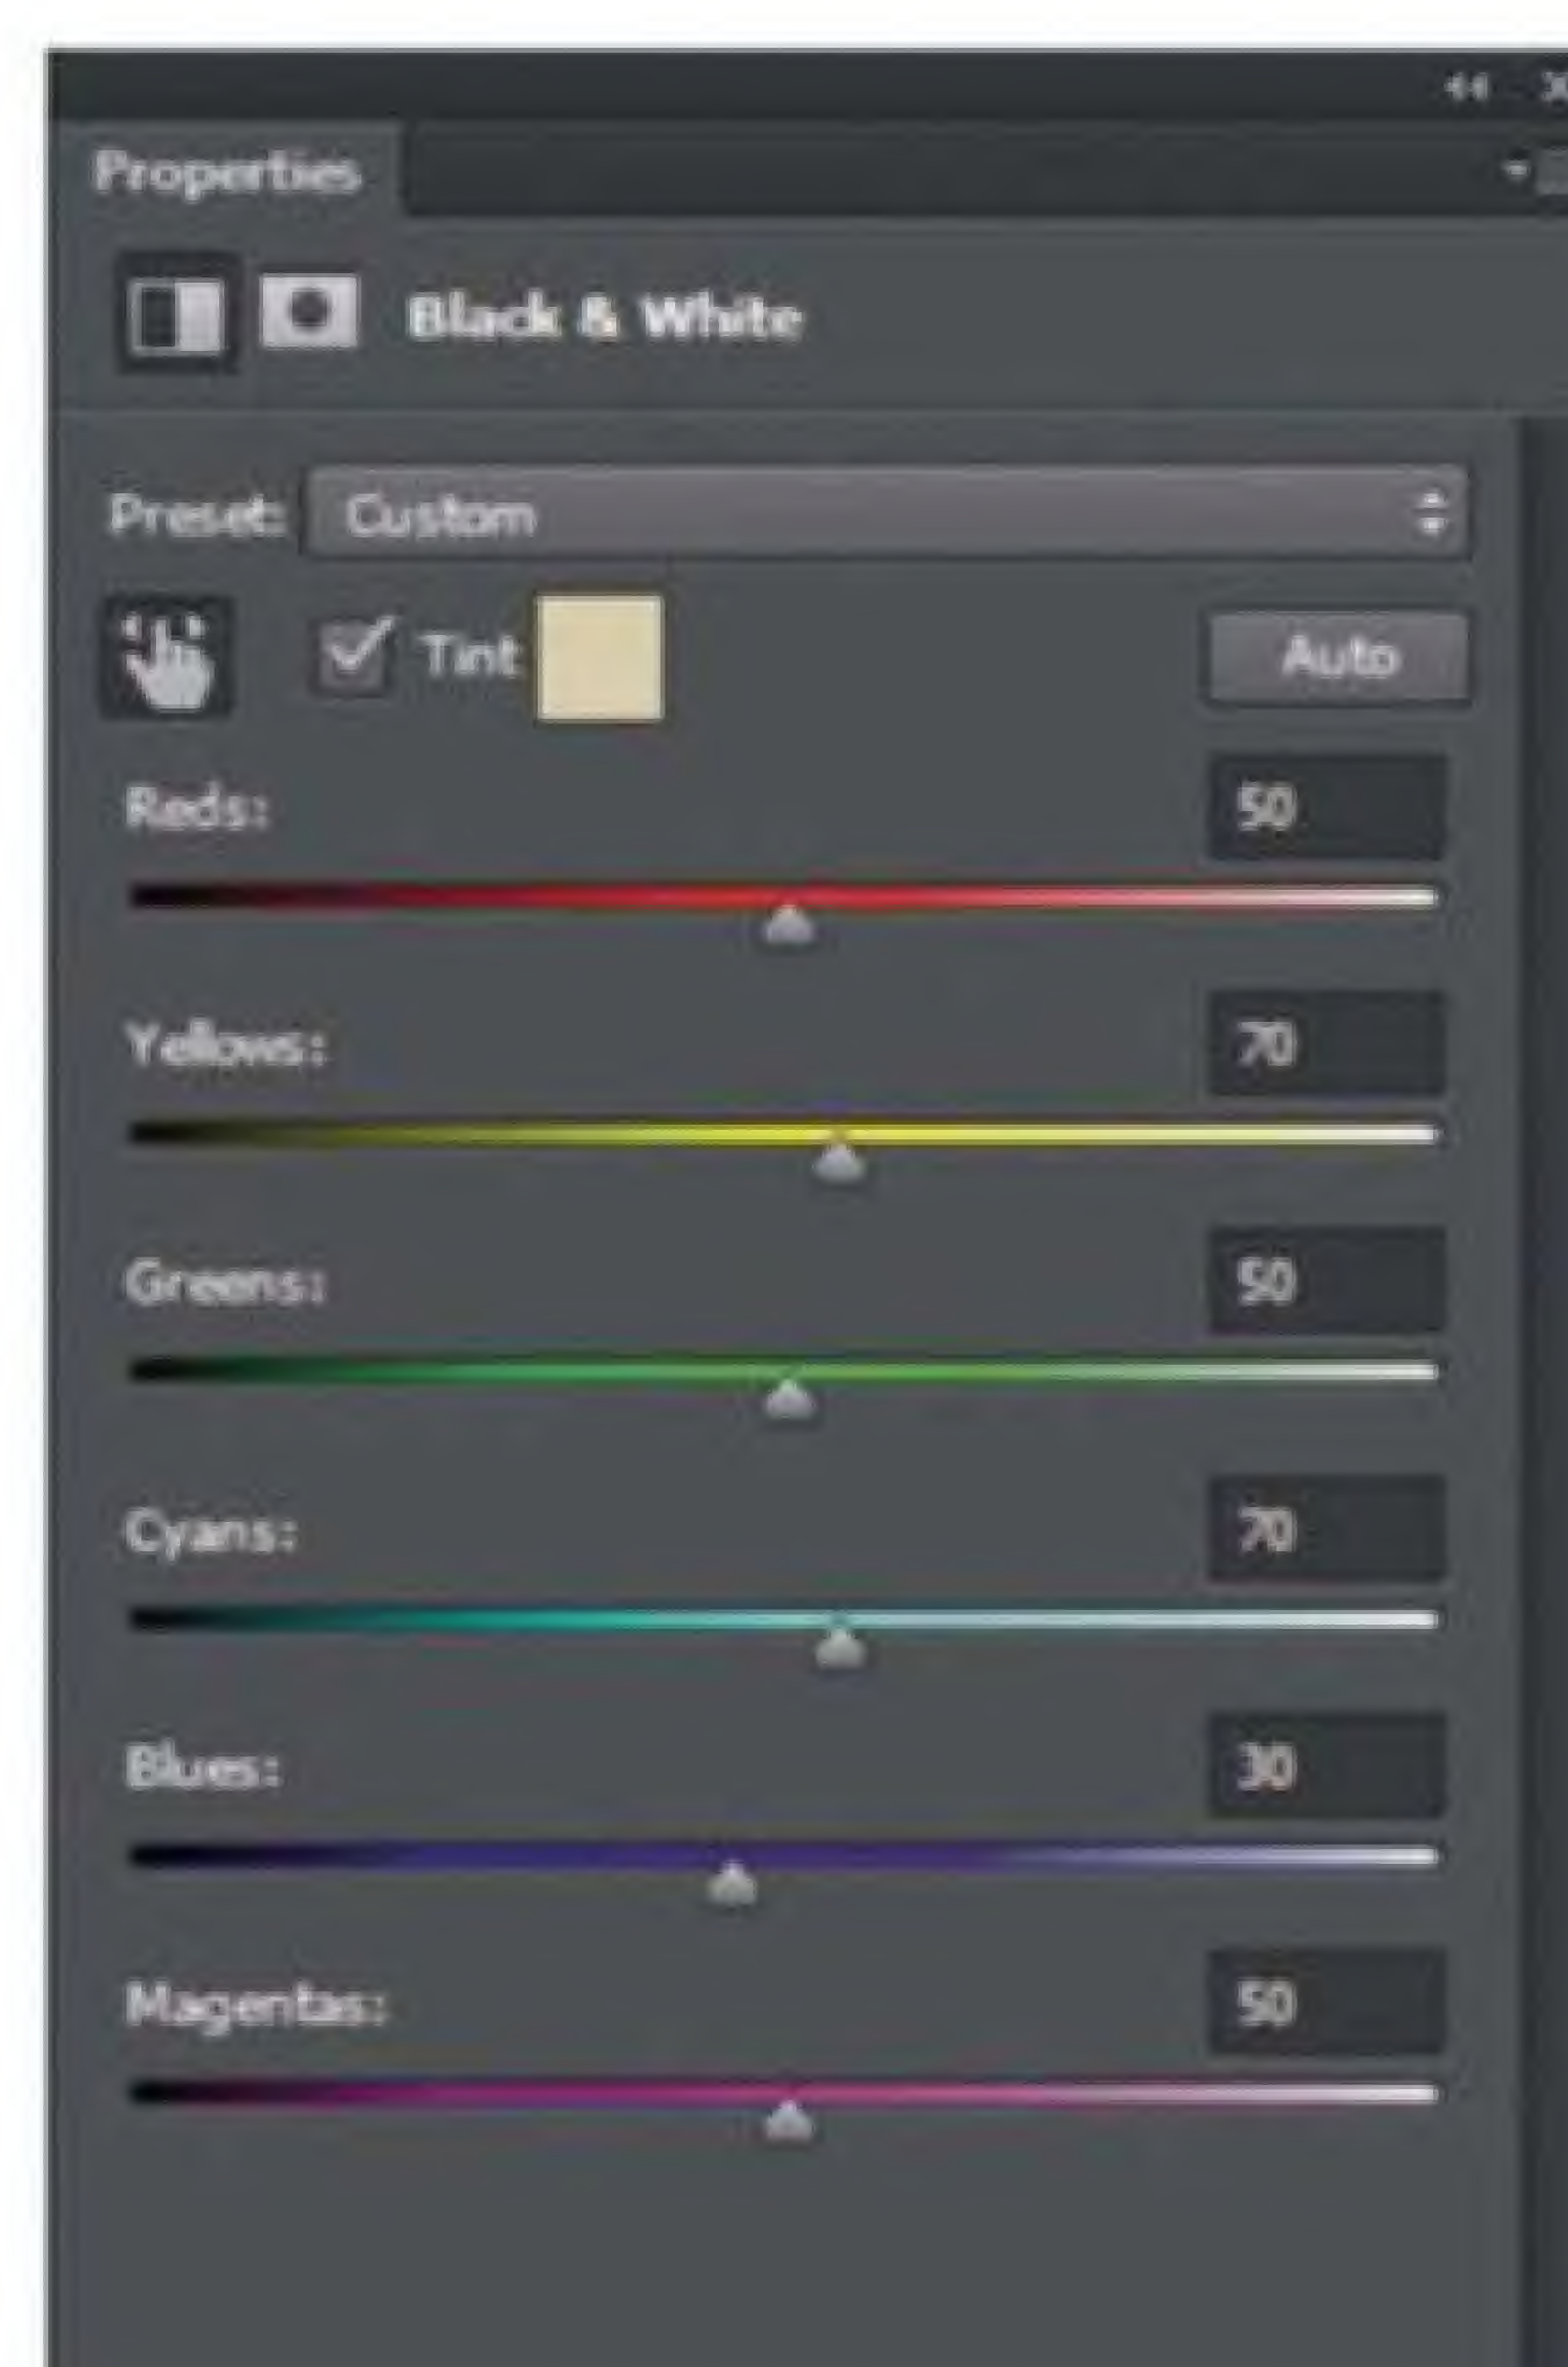 Properties
Black & White
Preset: Custom
Tint Auto
Reds: 50
Yellows: 70
Greens: 50
Cyans: 70
Blues: 30
Magentas: 50